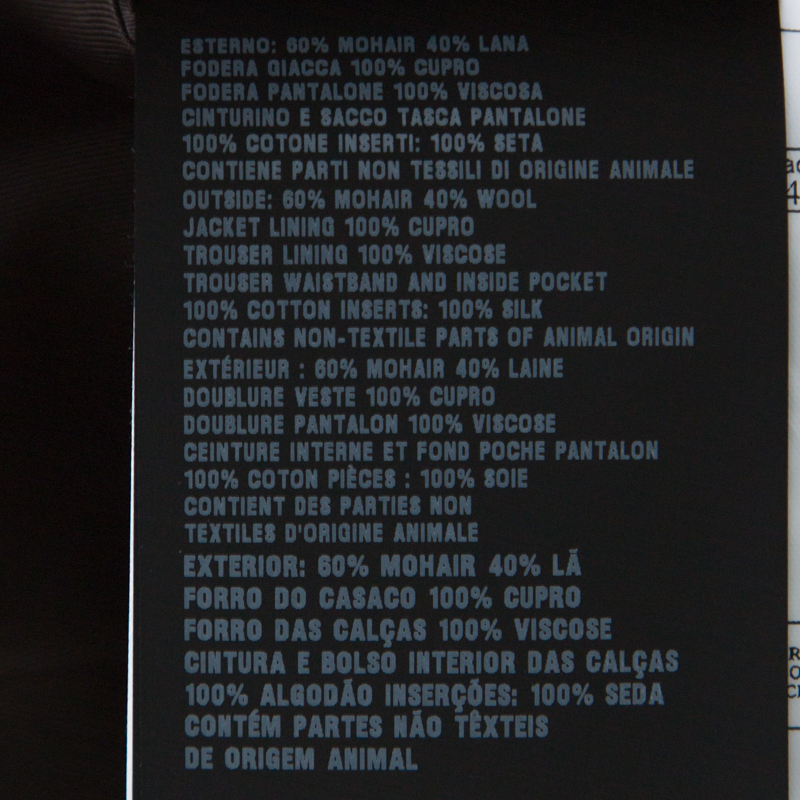 ESTERNO: 60% MOHAIR 40% LANA
FODERA GIACCA 100% CUPRO
FODERA PANTALONE 100% VISCOSA
CINTURINO E SACCO TASCA PANTALONE
100% COTONE INSERTI: 100% SETA
CONTIENE PARTI NON TESSILI DI ORIGINE ANIMALE
OUTSIDE: 60% MOHAIR 40% WOOL
JACKET LINING 100% CUPRO
TROUSER LINING 100% VISCOSE
TROUSER WAISTBAND AND INSIDE POCKET
100% COTTON INSERTS: 100% SILK
CONTAINS NON-TEXTILE PARTS OF ANIMAL ORIGIN
EXTÉRIEUR : 60% MOHAIR 40% LAINE
DOUBLURE VESTE 100% CUPRO
DOUBLURE PANTALON 100% VISCOSE
CEINTURE INTERNE ET FOND POCHE PANTALON
100% COTON PIÈCES : 100% SOIE
CONTIENT DES PARTIES NON
TEXTILES D'ORIGINE ANIMALE
EXTERIOR: 60% MOHAIR 40% LÃ
FORRO DO CASACO 100% CUPRO
FORRO DAS CALÇAS 100% VISCOSE
CINTURA E BOLSO INTERIOR DAS CALÇAS
100% ALGODÃO INSERÇÕES: 100% SEDA
CONTÉM PARTES NÃO TÊXTEIS
DE ORIGEM ANIMAL